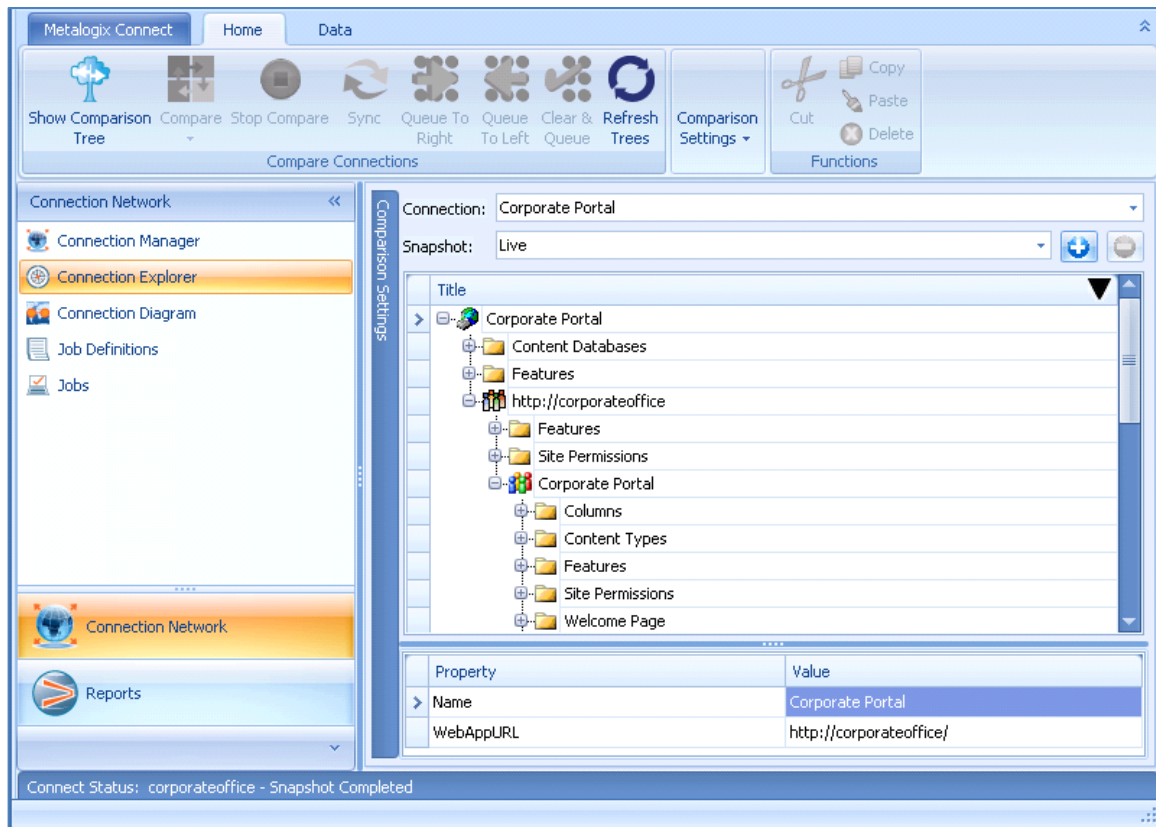 Metalogix Connect Home Data
Show Comparison Tree Compare Stop Compare Sync Queue To Right Queue To Left Clear & Queue Refresh Trees
Compare Connections
Comparison Settings
Cut Copy Paste Delete
Functions
Connection Network
Connection Manager
Connection Explorer
Connection Diagram
Job Definitions
Jobs
Connection Network
Reports
Comparison Settings
Connection: Corporate Portal
Snapshot: Live
Title
Corporate Portal
Content Databases
Features
http://corporateoffice
Features
Site Permissions
Corporate Portal
Columns
Content Types
Features
Site Permissions
Welcome Page
Property Value
Name Corporate Portal
WebAppURL http://corporateoffice/
Connect Status: corporateoffice - Snapshot Completed